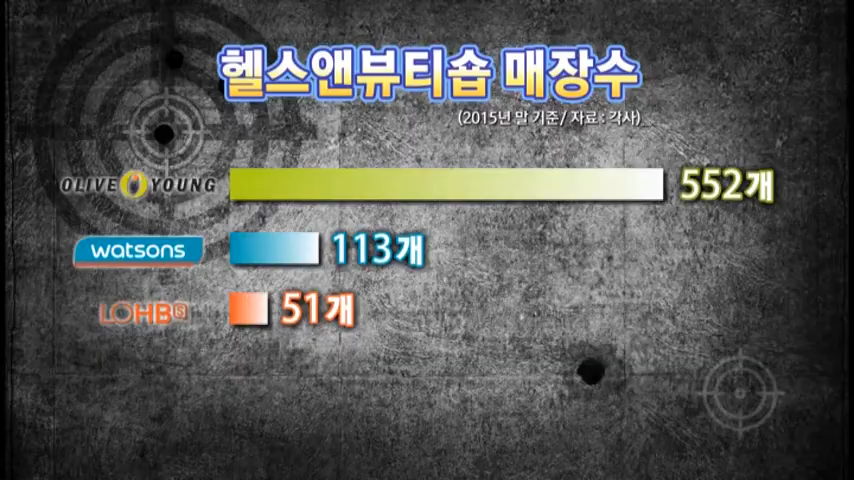 헬스앤뷰티숍 매장수
(2015년 말 기준/ 자료 : 각사)
OLIVE YOUNG 552개
watsons 113개
LOHBS 51개